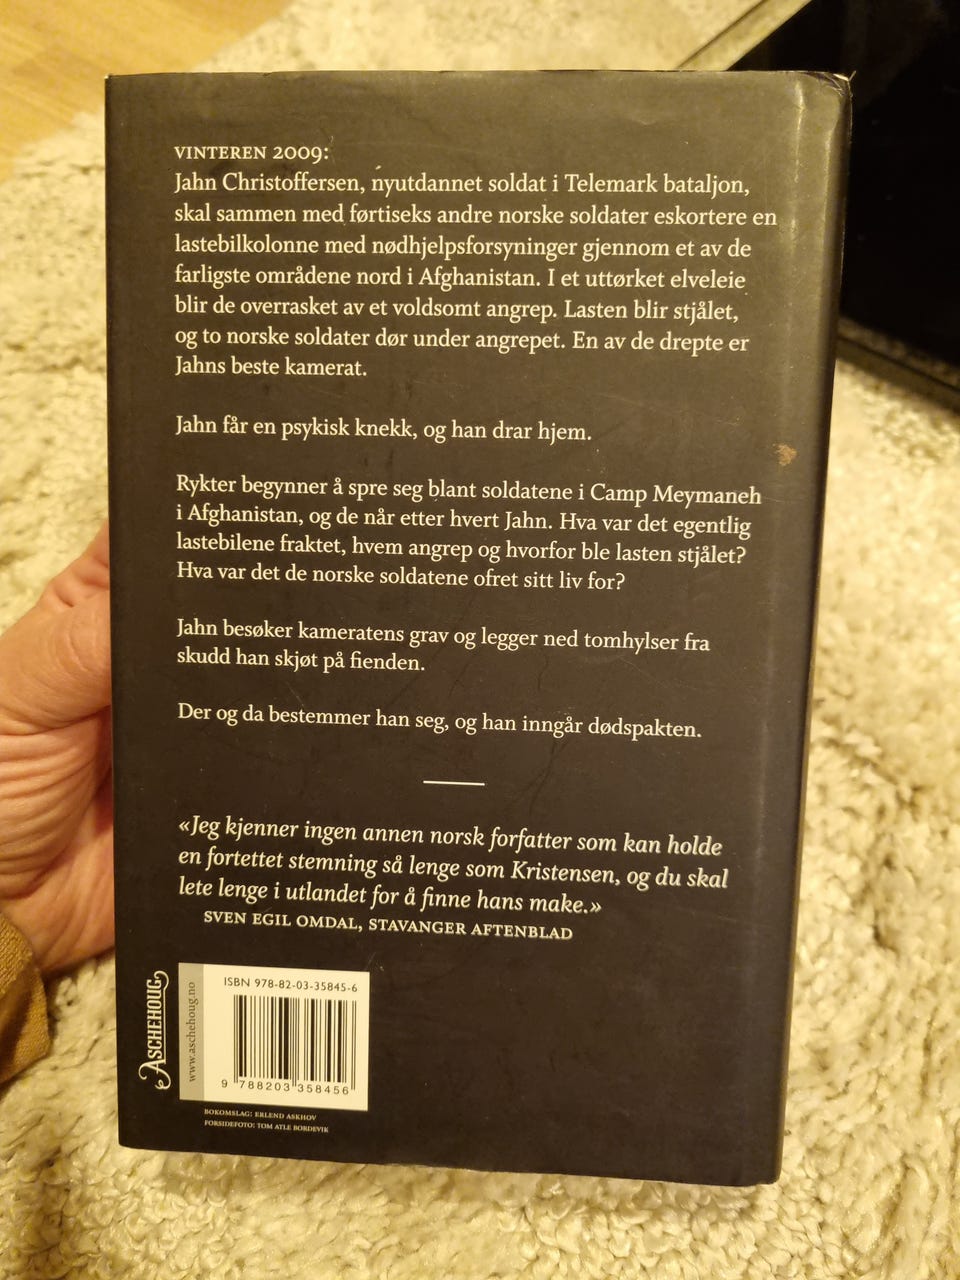 VINTEREN 2009:
Jahn Christoffersen, nyutdannet soldat i Telemark bataljon,
skal sammen med førtiseks andre norske soldater eskortere en
lastebilkolonne med nødhjelpsforsyninger gjennom et av de
farligste områdene nord i Afghanistan. I et uttørket elveleie
blir de overrasket av et voldsomt angrep. Lasten blir stjålet,
og to norske soldater dør under angrepet. En av de drepte er
Jahns beste kamerat.
Jahn får en psykisk knekk, og han drar hjem.
Rykter begynner å spre seg blant soldatene i Camp Meymaneh
i Afghanistan, og de når etter hvert Jahn. Hva var det egentlig
lastebilene fraktet, hvem angrep og hvorfor ble lasten stjålet?
Hva var det de norske soldatene ofret sitt liv for?
Jahn besøker kameratens grav og legger ned tomhylser fra
skudd han skjøt på fienden.
Der og da bestemmer han seg, og han inngår dødspakten.
«Jeg kjenner ingen annen norsk forfatter som kan holde
en fortettet stemning så lenge som Kristensen, og du skal
lete lenge i utlandet for å finne hans make.»
SVEN EGIL OMDAL, STAVANGER AFTENBLAD
ASCHEHOUG
www.aschehoug.no
ISBN 978-82-03-35845-6
9 788203 358456
BOKOMSLAG: ERLEND ASKHOV
FORSIDEFOTO: TOM ATLE BORDEVIK